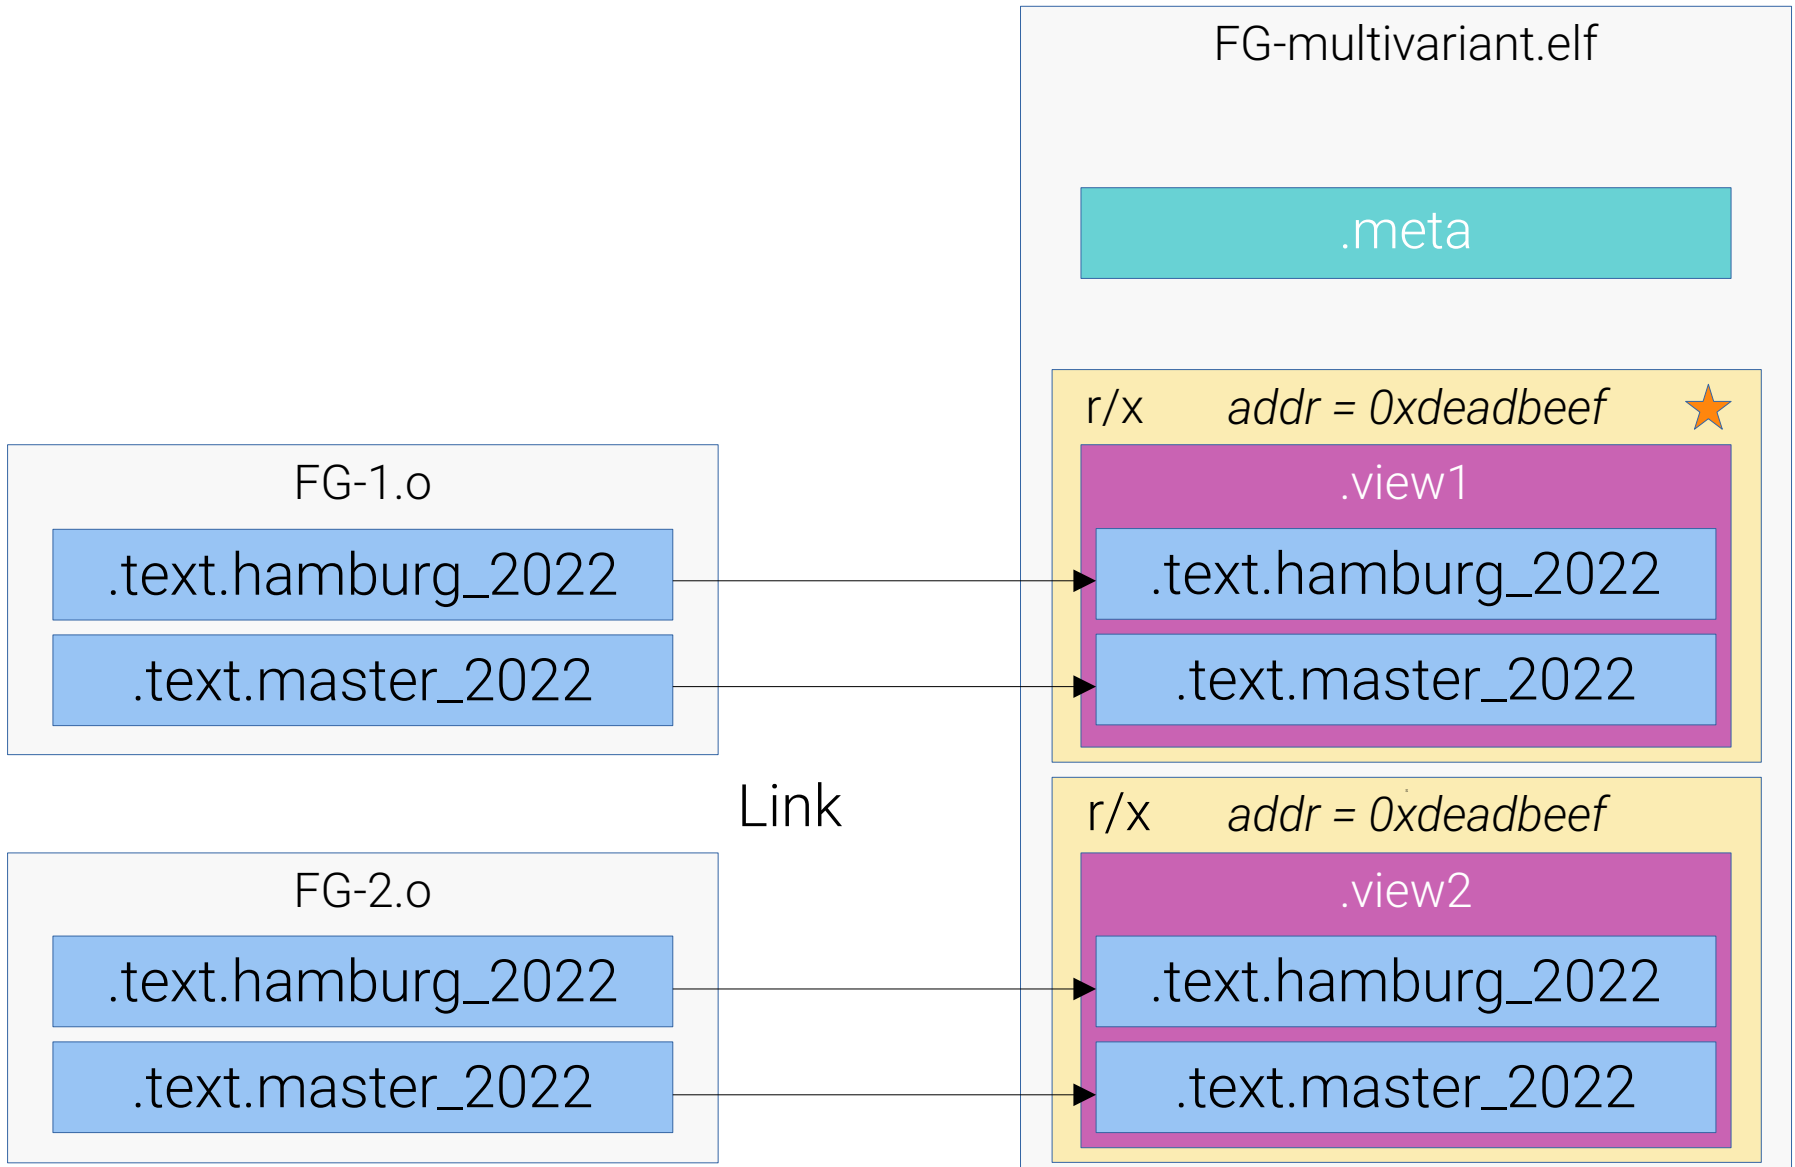 FG-multivariant.elf
.meta
r/x addr = 0xdeadbeef
.view1
.text.hamburg_2022
.text.master_2022
r/x addr = 0xdeadbeef
.view2
.text.hamburg_2022
.text.master_2022
FG-1.o
.text.hamburg_2022
.text.master_2022
Link
FG-2.o
.text.hamburg_2022
.text.master_2022